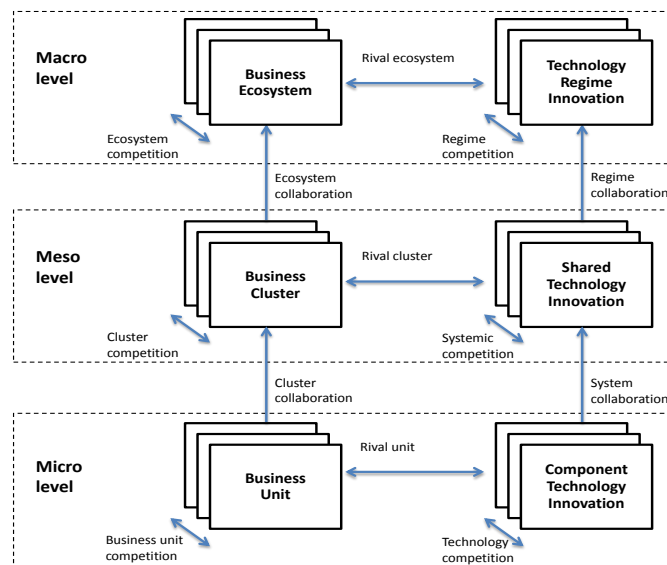 Macro
level
Business
Ecosystem
Rival ecosystem
Technology
Regime
Innovation
Ecosystem
competition
Regime
competition
Ecosystem
collaboration
Regime
collaboration
Meso
level
Business
Cluster
Rival cluster
Shared
Technology
Innovation
Cluster
competition
Systemic
competition
Cluster
collaboration
System
collaboration
Micro
level
Business
Unit
Rival unit
Component
Technology
Innovation
Business unit
competition
Technology
competition